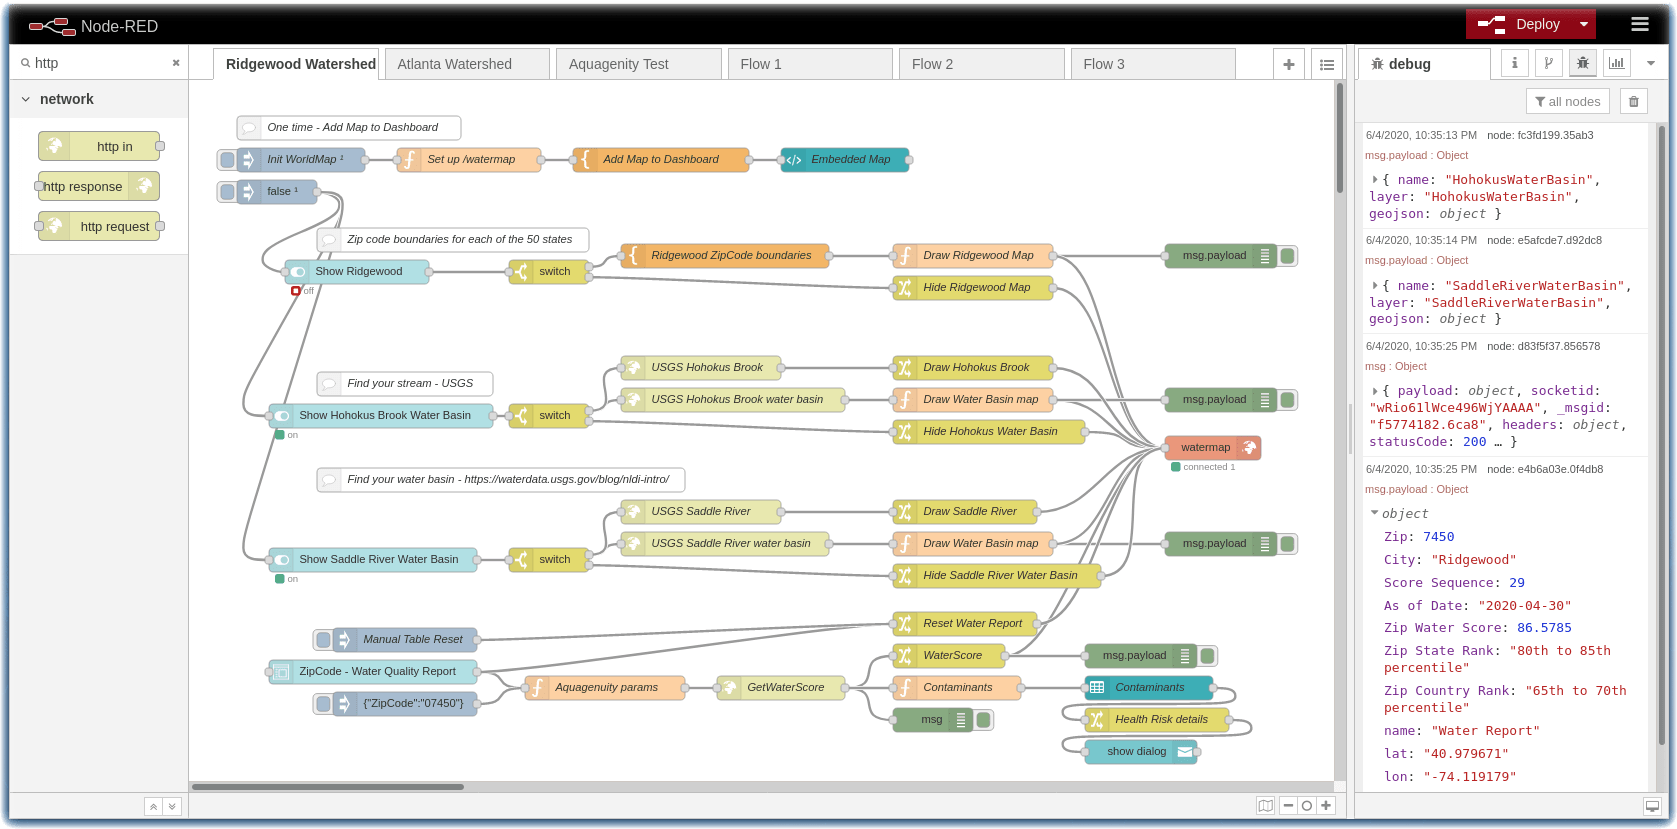 Node-RED
Deploy
http
network
http in
http response
http request
Ridgewood Watershed
Atlanta Watershed
Aquagenity Test
Flow 1
Flow 2
Flow 3
One time - Add Map to Dashboard
Init WorldMap ¹
Set up /watermap
Add Map to Dashboard
Embedded Map
false ¹
Zip code boundaries for each of the 50 states
Show Ridgewood
off
switch
Ridgewood ZipCode boundaries
Draw Ridgewood Map
msg.payload
Hide Ridgewood Map
Find your stream - USGS
USGS Hohokus Brook
Draw Hohokus Brook
Show Hohokus Brook Water Basin
on
switch
USGS Hohokus Brook water basin
Draw Water Basin map
msg.payload
Hide Hohokus Water Basin
watermap
connected 1
Find your water basin - https://waterdata.usgs.gov/blog/nldi-intro/
USGS Saddle River
Draw Saddle River
Show Saddle River Water Basin
on
switch
USGS Saddle River water basin
Draw Water Basin map
msg.payload
Hide Saddle River Water Basin
Manual Table Reset
Reset Water Report
ZipCode - Water Quality Report
WaterScore
msg.payload
{"ZipCode":"07450"}
Aquagenuity params
GetWaterScore
Contaminants
Contaminants
msg
Health Risk details
show dialog
debug
all nodes
6/4/2020, 10:35:13 PM node: fc3fd199.35ab3
msg.payload : Object
{ name: "HohokusWaterBasin",
layer: "HohokusWaterBasin",
geojson: object }
6/4/2020, 10:35:14 PM node: e5afcde7.d92dc8
msg.payload : Object
{ name: "SaddleRiverWaterBasin",
layer: "SaddleRiverWaterBasin",
geojson: object }
6/4/2020, 10:35:25 PM node: d83f5f37.856578
msg : Object
{ payload: object, socketid:
"wRio61lWce496WjYAAAA", _msgid:
"f5774182.6ca8", headers: object,
statusCode: 200 … }
6/4/2020, 10:35:25 PM node: e4b6a03e.0f4db8
msg.payload : Object
object
Zip: 7450
City: "Ridgewood"
Score Sequence: 29
As of Date: "2020-04-30"
Zip Water Score: 86.5785
Zip State Rank: "80th to 85th
percentile"
Zip Country Rank: "65th to 70th
percentile"
name: "Water Report"
lat: "40.979671"
lon: "-74.119179"